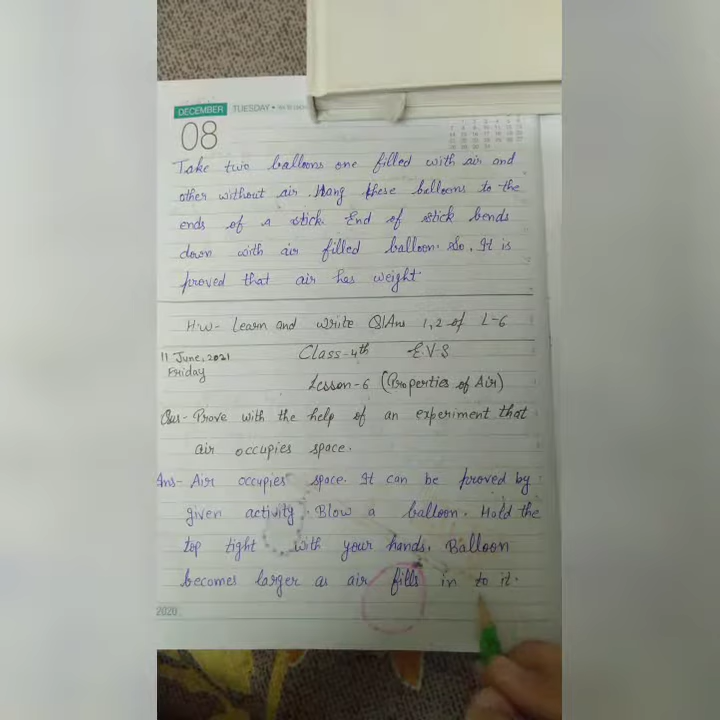 DECEMBER TUESDAY
08
Take two balloons one filled with air and
other without air. Hang these balloons to the
ends of a stick. End of stick bends
down with air filled balloon. So, It is
proved that air has weight.
H.W- Learn and write Q/Ans 1,2 of L-6
11 June, 2021 Class-4th E.V.S
Friday
Lesson-6 (Properties of Air)
Que- Prove with the help of an experiment that
air occupies space.
Ans- Air occupies space. It can be proved by
given activity. Blow a balloon. Hold the
top tight with your hands. Balloon
becomes larger as air fills in to it.
2020